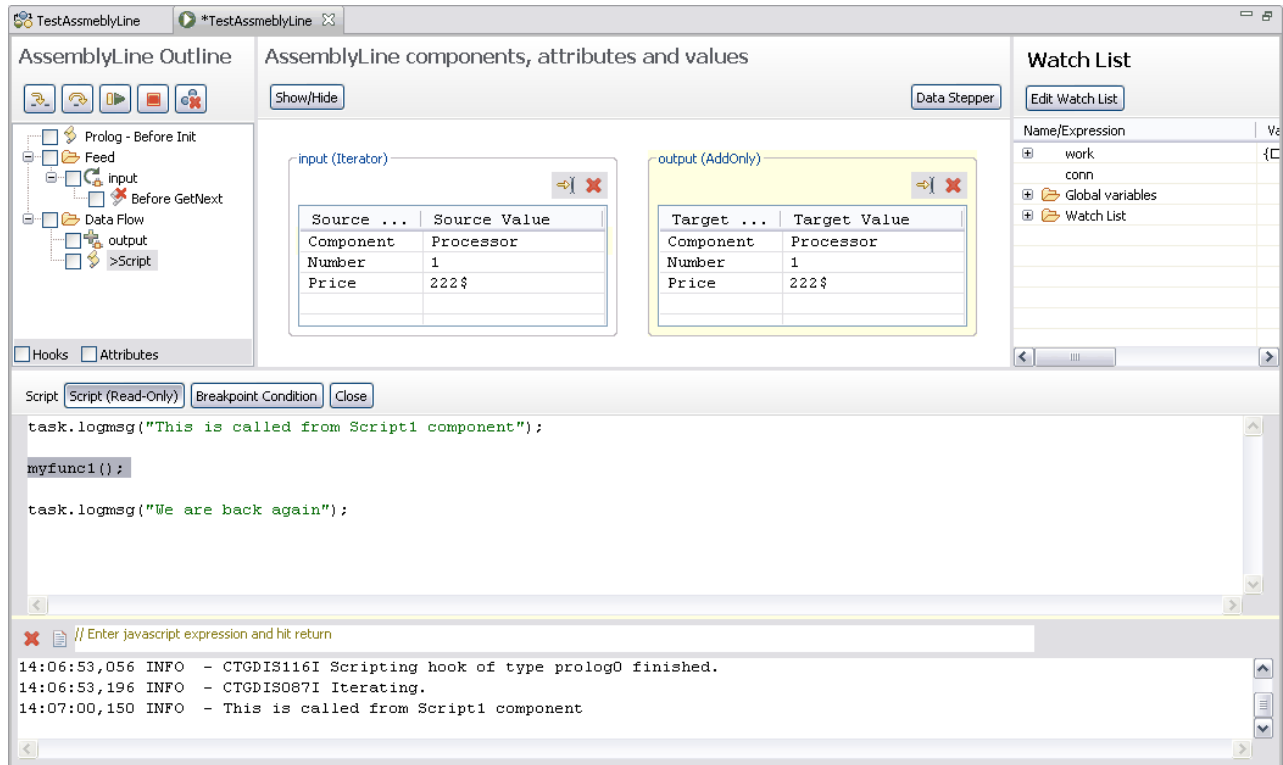 TestAssmeblyLine
*TestAssmeblyLine
AssemblyLine Outline
Prolog - Before Init
Feed
input
Before GetNext
Data Flow
output
>Script
Hooks Attributes
AssemblyLine components, attributes and values
Show/Hide
Data Stepper
input (Iterator)
Source ... Source Value
Component Processor
Number 1
Price 222$
output (AddOnly)
Target ... Target Value
Component Processor
Number 1
Price 222$
Watch List
Edit Watch List
Name/Expression
work
conn
Global variables
Watch List
Script Script (Read-Only) Breakpoint Condition Close
task.logmsg("This is called from Script1 component");
myfunc1();
task.logmsg("We are back again");
// Enter javascript expression and hit return
14:06:53,056 INFO - CTGDIS116I Scripting hook of type prolog0 finished.
14:06:53,196 INFO - CTGDIS087I Iterating.
14:07:00,150 INFO - This is called from Script1 component